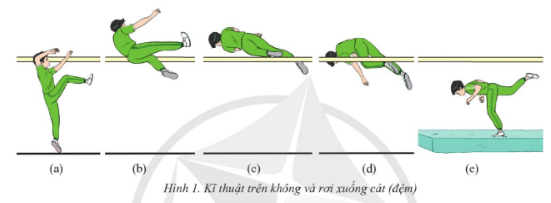 (a) (b) (c) (d) (e)
Hình 1. Kĩ thuật trên không và rơi xuống cát (đệm)